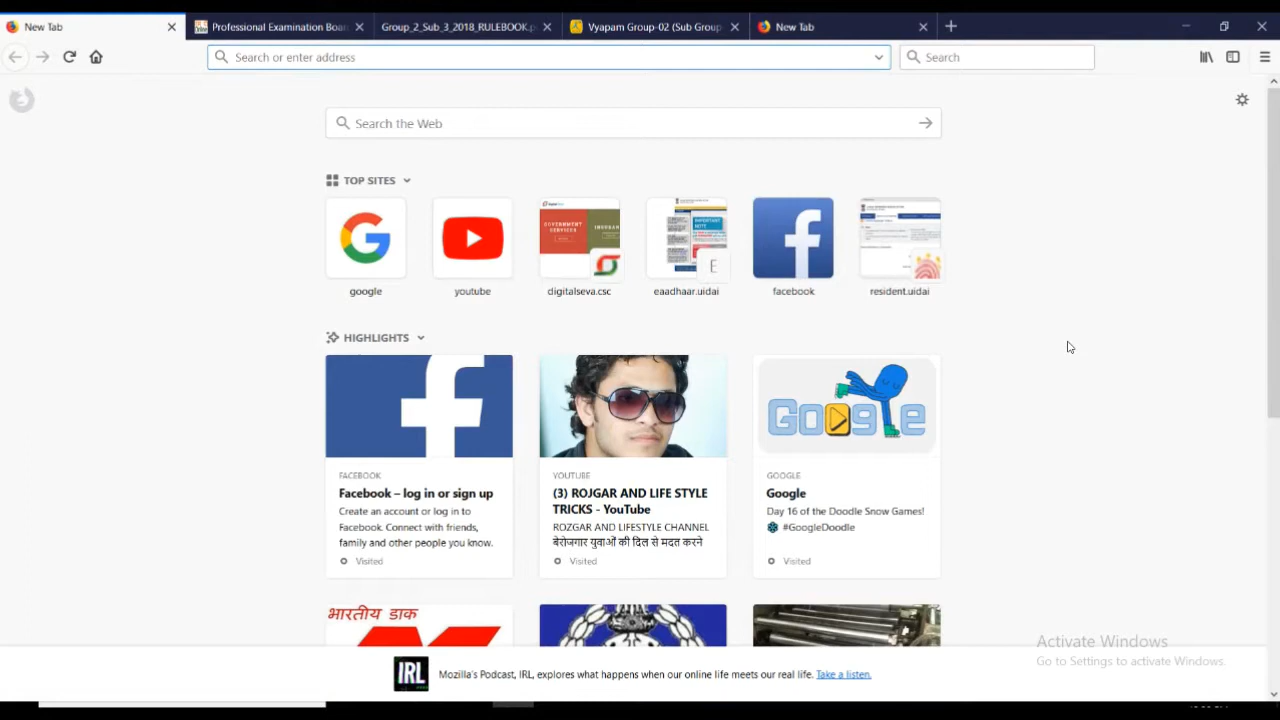 New Tab
Professional Examination Boar
Group_2_Sub_3_2018_RULEBOOK.p
Vyapam Group-02 (Sub Group
New Tab
Search or enter address
Search
Search the Web
TOP SITES
google
youtube
digitalseva.csc
E
eaadhaar.uidai
facebook
resident.uidai
HIGHLIGHTS
FACEBOOK
Facebook – log in or sign up
Create an account or log in to
Facebook. Connect with friends,
family and other people you know.
Visited
YOUTUBE
(3) ROJGAR AND LIFE STYLE
TRICKS - YouTube
ROZGAR AND LIFESTYLE CHANNEL
बेरोजगार युवाओं की दिल से मदत करने
Visited
Google
GOOGLE
Google
Day 16 of the Doodle Snow Games!
#GoogleDoodle
Visited
भारतीय डाक
Activate Windows
Go to Settings to activate Windows.
IRL
Mozilla's Podcast, IRL, explores what happens when our online life meets our real life. Take a listen.